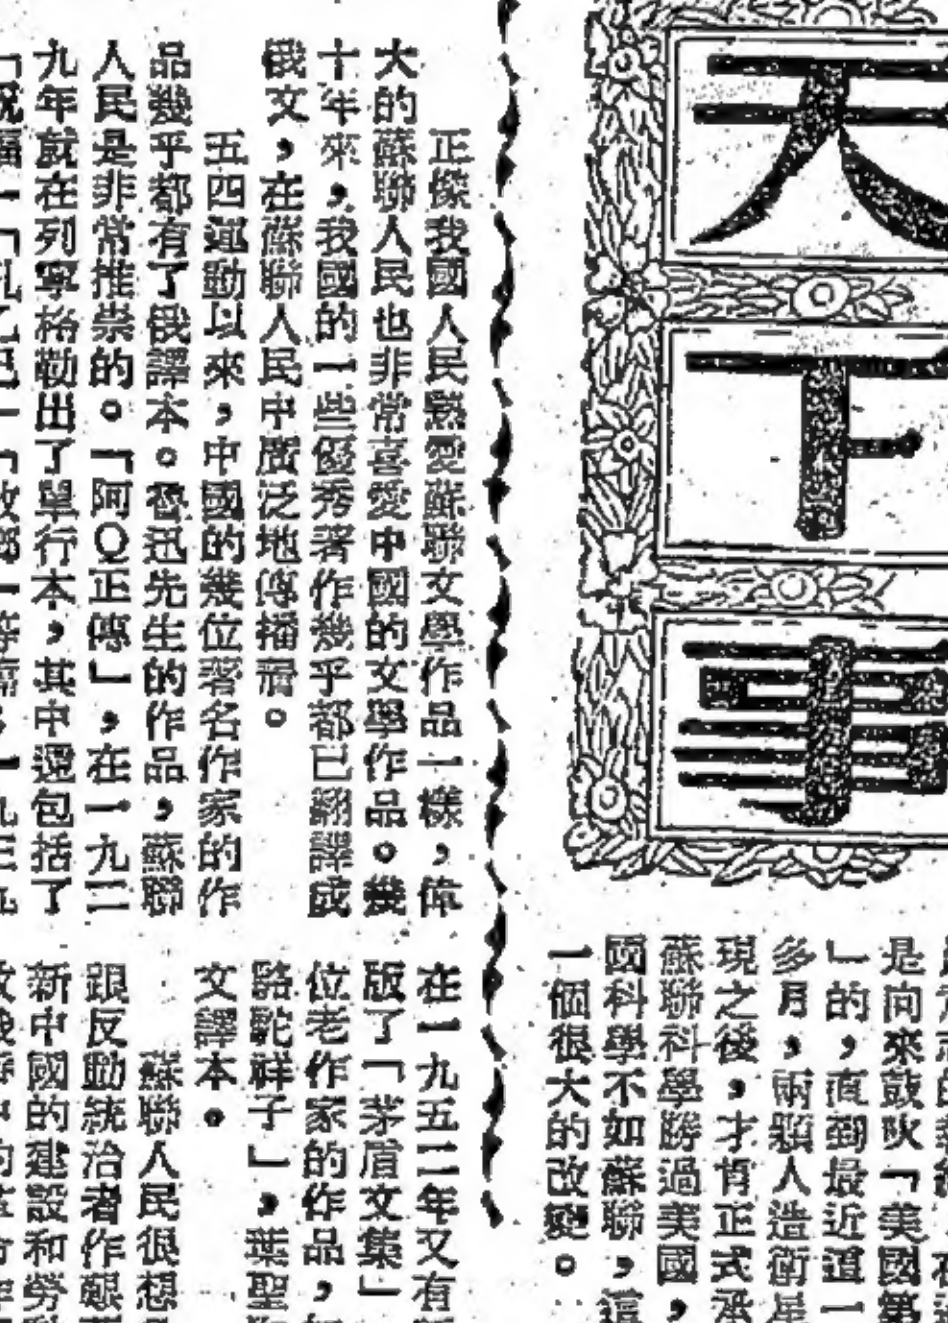 天下事
是向來鼓吹「美國第
」的，直到最近這一
多月，兩顆人造衛星
現之後，才肯正式承
蘇聯科學勝過美國，
國科學不如蘇聯，這
一個很大的改變。
正像我國人民熱愛蘇聯文學作品一樣，偉
大的蘇聯人民也非常喜愛中國的文學作品。幾
十年來，我國的一些優秀著作幾乎都已翻譯成
俄文，在蘇聯人民中廣泛地傳播着。
五四運動以來，中國的幾位著名作家的作
品幾乎都有了俄譯本。魯迅先生的作品，蘇聯
人民是非常推崇的。「阿Q正傳」，在一九二
九年就在列寧格勒出了單行本，其中還包括了
在一九五二年又有
版了「茅盾文集」
位老作家的作品，
駱駝祥子」，葉聖
文譯本。
蘇聯人民很想
跟反動統治者作艱
新中國的建設和勞